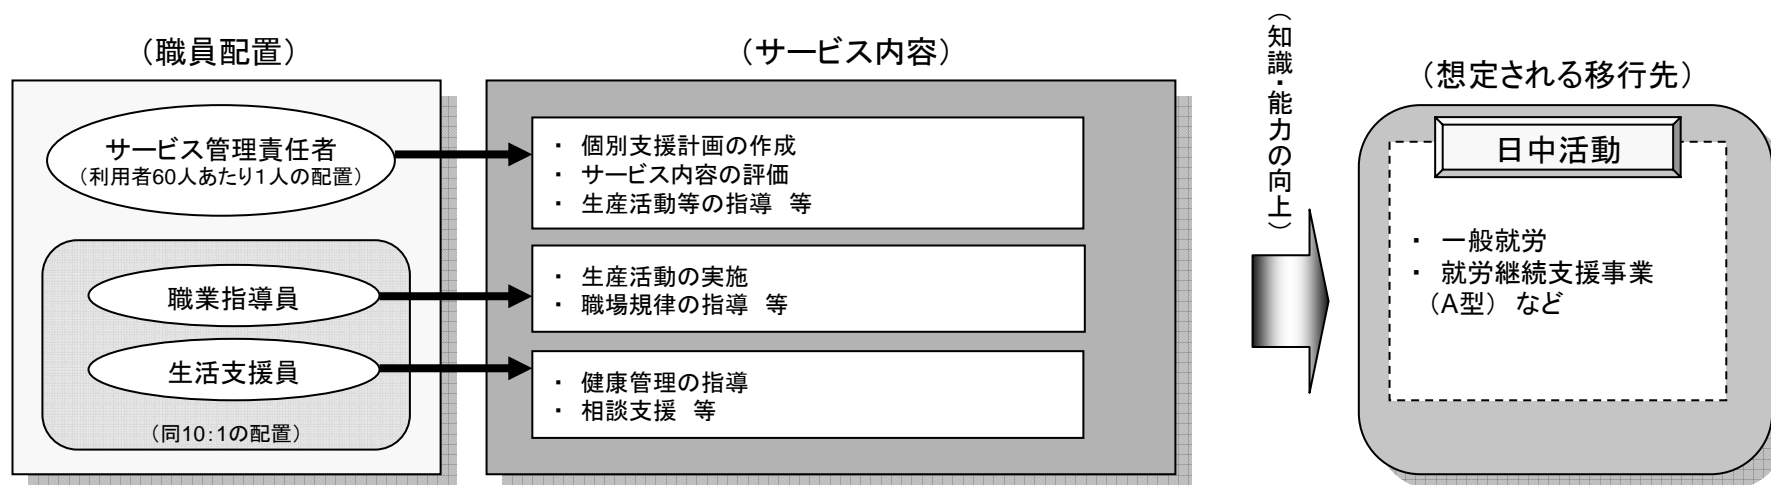 （職員配置）
サービス管理責任者
（利用者60人あたり1人の配置）
職業指導員
生活支援員
（同10：1の配置）
（サービス内容）
・ 個別支援計画の作成
・ サービス内容の評価
・ 生産活動等の指導 等
・ 生産活動の実施
・ 職場規律の指導 等
・ 健康管理の指導
・ 相談支援 等
（知識・能力の向上）
（想定される移行先）
日中活動
・ 一般就労
・ 就労継続支援事業
（A型） など